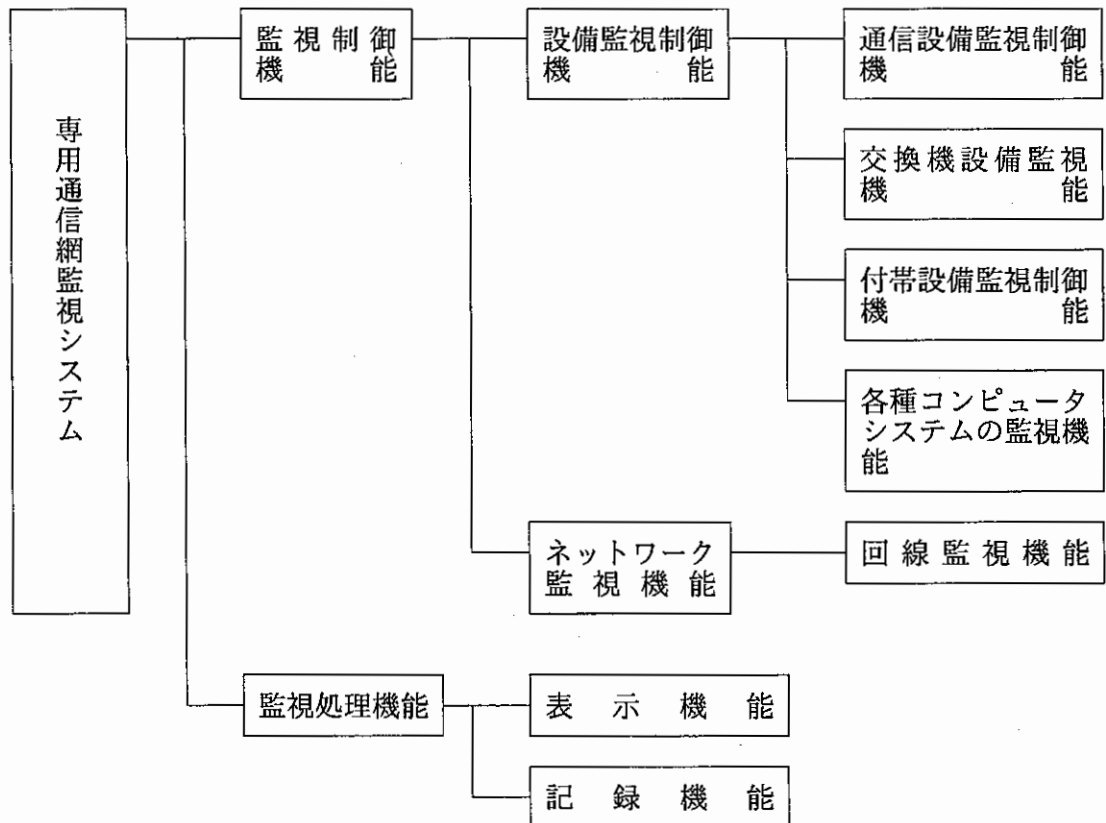 専用通信網監視システム
監視制御
機能
設備監視制御
機能
通信設備監視制御
機能
交換機設備監視
機能
付帯設備監視制御
機能
各種コンピュータ
システムの監視機
能
ネットワーク
監視機能
回線監視機能
監視処理機能
表示機能
記録機能